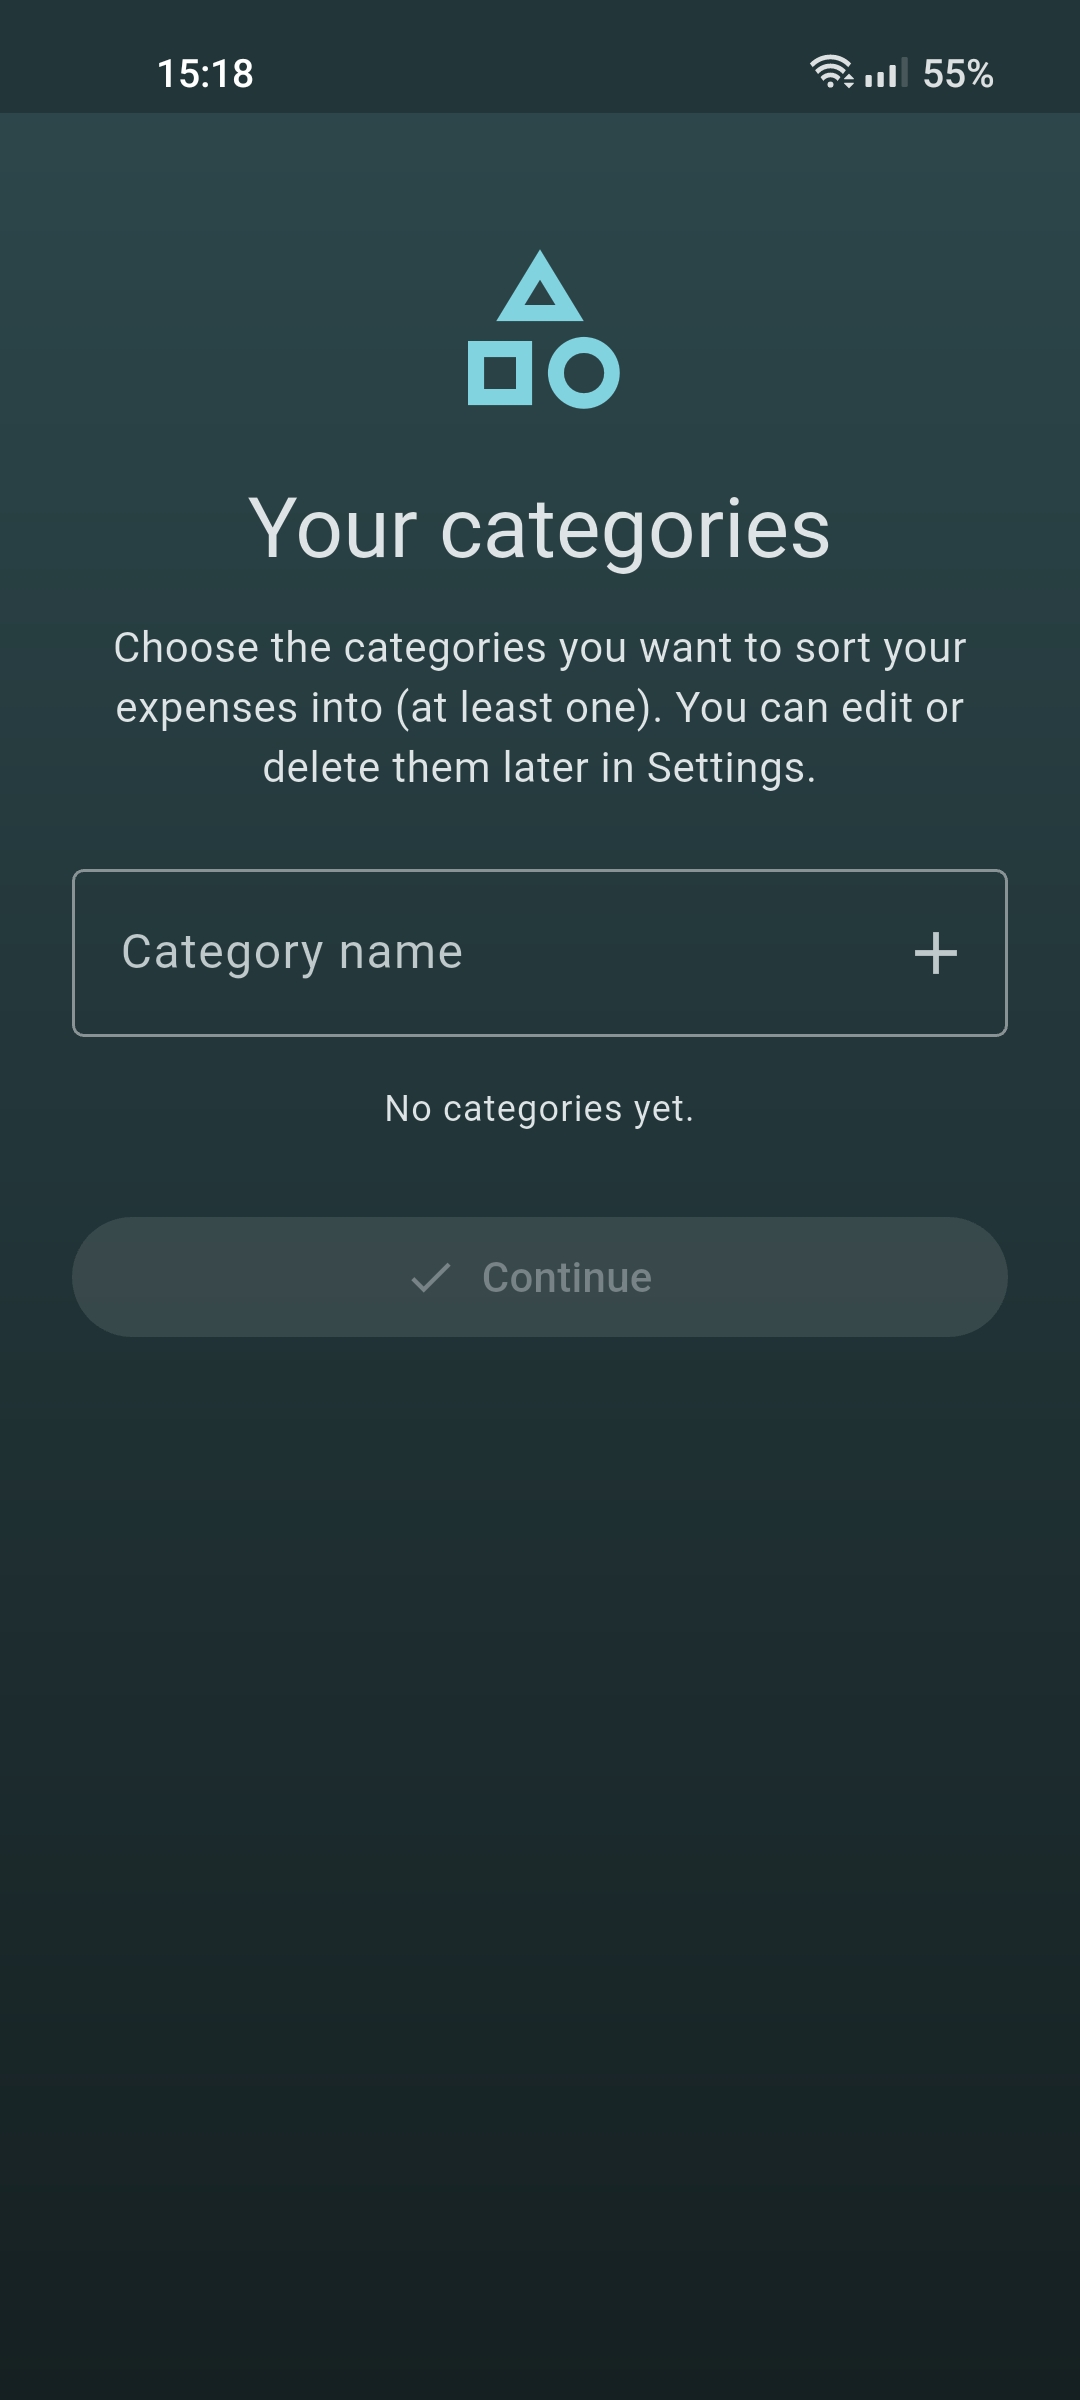 15:18
55%
Your categories
Choose the categories you want to sort your
expenses into (at least one). You can edit or
delete them later in Settings.
Category name
No categories yet.
Continue